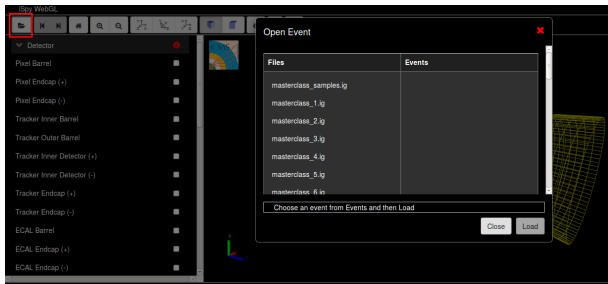 iSpy WebGL
Detector
Pixel Barrel
Pixel Endcap (+)
Pixel Endcap (-)
Tracker Inner Barrel
Tracker Outer Barrel
Tracker Inner Detector (+)
Tracker Inner Detector (-)
Tracker Endcap (+)
Tracker Endcap (-)
ECAL Barrel
ECAL Endcap (+)
ECAL Endcap (-)
CMS
Open Event
Files Events
masterclass_samples.ig
masterclass_1.ig
masterclass_2.ig
masterclass_3.ig
masterclass_4.ig
masterclass_5.ig
masterclass_6.ig
Choose an event from Events and then Load
Close Load